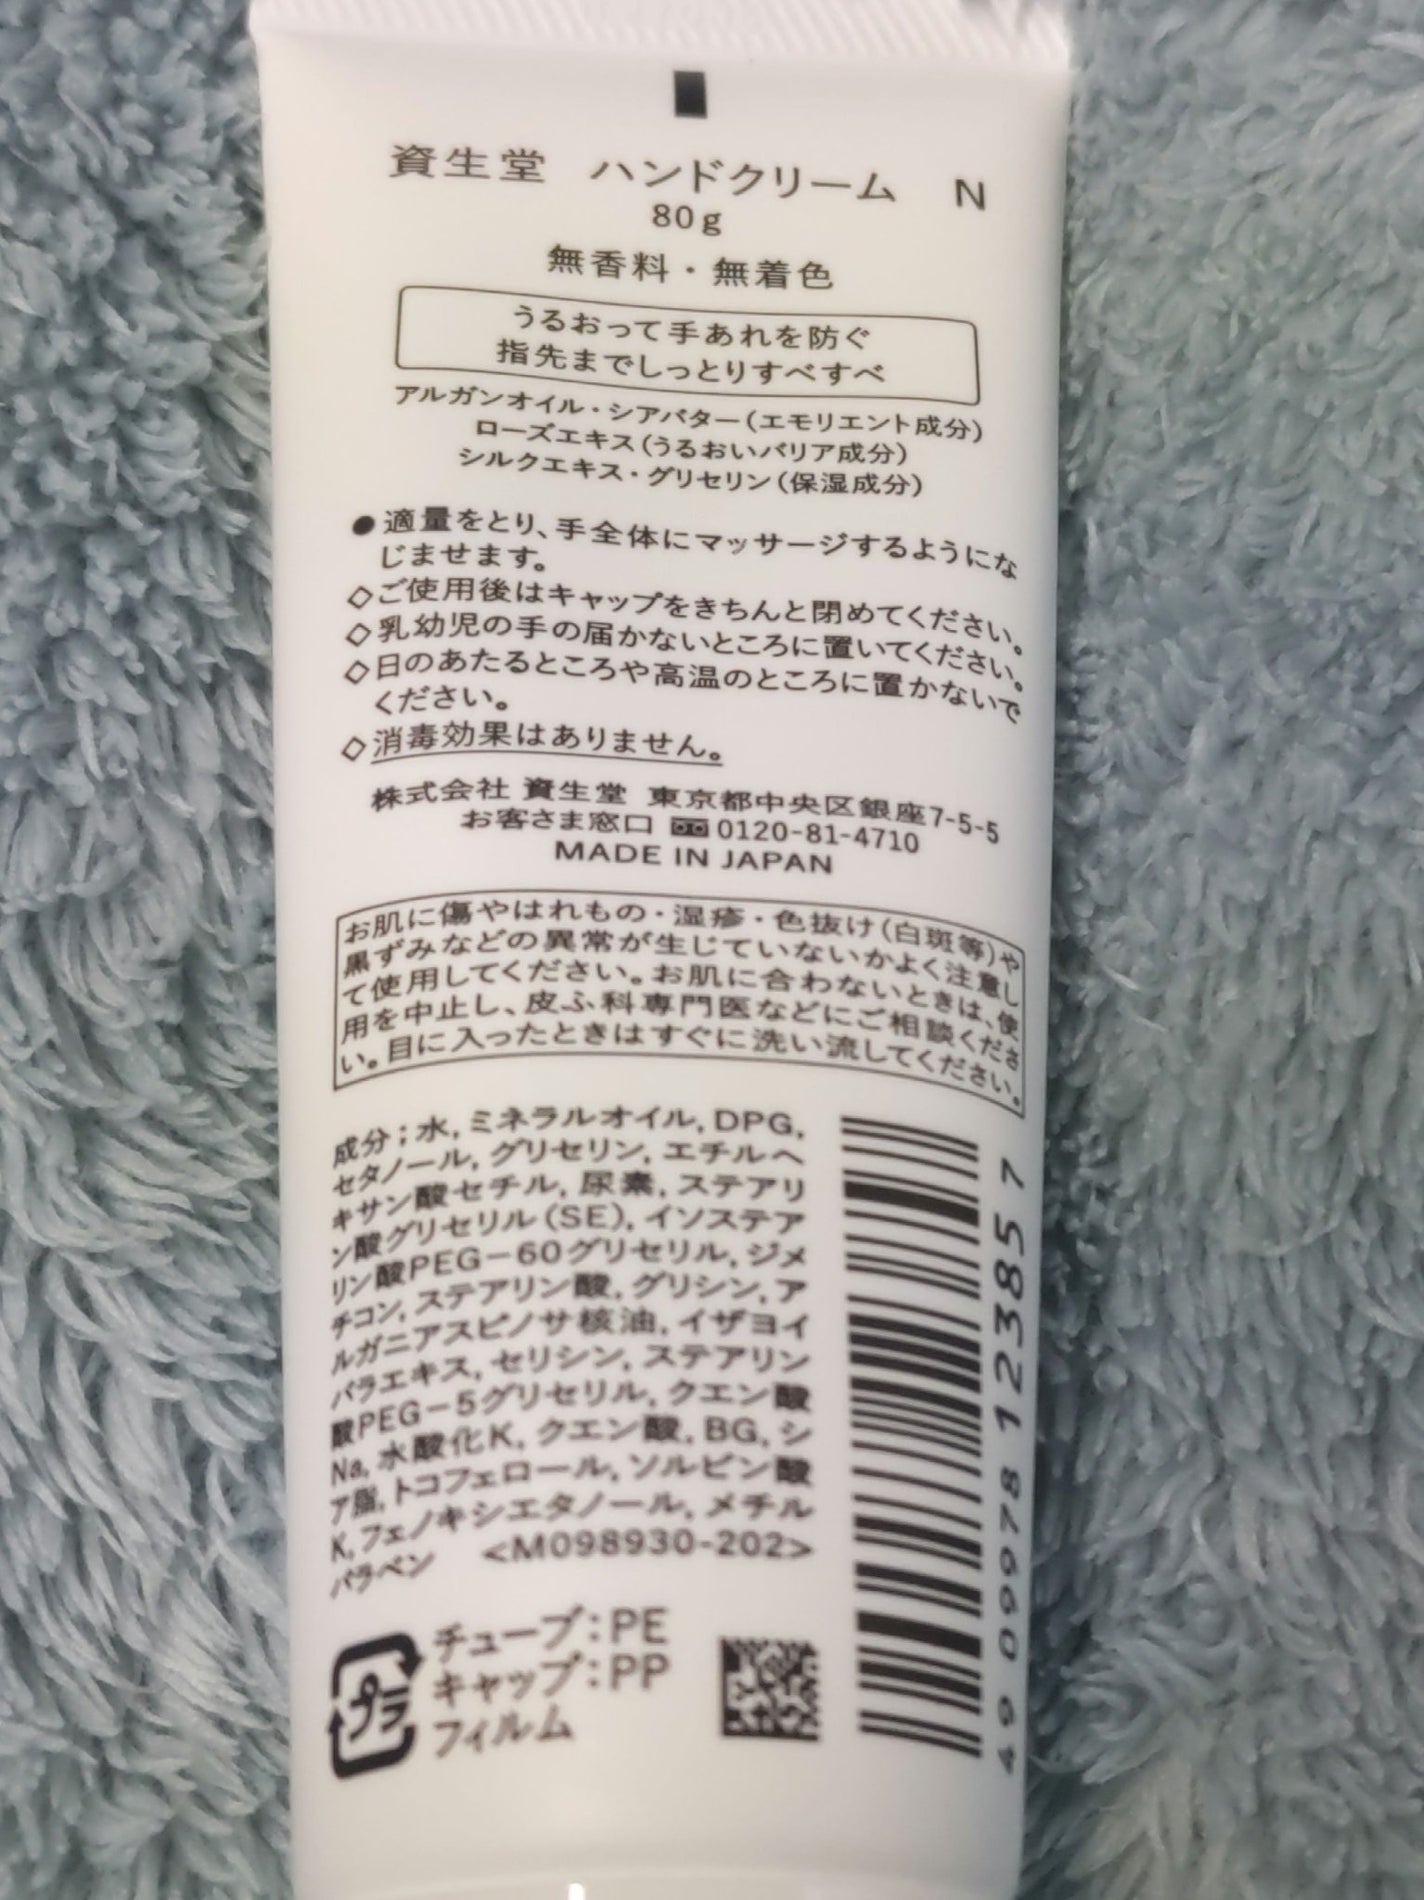 資生堂 ハンドクリーム N
80g
無香料・無着色
うるおって手あれを防ぐ
指先までしっとりすべすべ
アルガンオイル・シアバター(エモリエント成分)
ローズエキス(うるおいバリア成分)
シルクエキス・グリセリン(保湿成分)
●適量をとり、手全体にマッサージするようにな
じませます。
◇ご使用後はキャップをきちんと閉めてください。
◇乳幼児の手の届かないところに置いてください。
◇日のあたるところや高温のところに置かないで
ください。
◇消毒効果はありません。
株式会社 資生堂 東京都中央区銀座7-5-5
お客さま窓口 0120-81-4710
MADE IN JAPAN
お肌に傷やはれもの・湿疹・色抜け(白斑等)や
黒ずみなどの異常が生じていないかよく注意し
て使用してください。お肌に合わないときは、使
用を中止し、皮ふ科専門医などにご相談くださ
い。目に入ったときはすぐに洗い流してください。
成分;水,ミネラルオイル,DPG,
セタノール,グリセリン,エチルヘ
キサン酸セチル,尿素,ステアリ
ン酸グリセリル(SE),イソステア
リン酸PEG-60グリセリル,ジメ
チコン,ステアリン酸,グリシン,ア
ルガニアスピノサ核油,イザヨイ
バラエキス,セリシン,ステアリン
酸PEG-5グリセリル,クエン酸
Na,水酸化K,クエン酸,BG,シ
ア脂,トコフェロール,ソルビン酸
K,フェノキシエタノール,メチル
パラベン <M098930-202>
4909978123857
プラ
チューブ:PE
キャップ:PP
フィルム